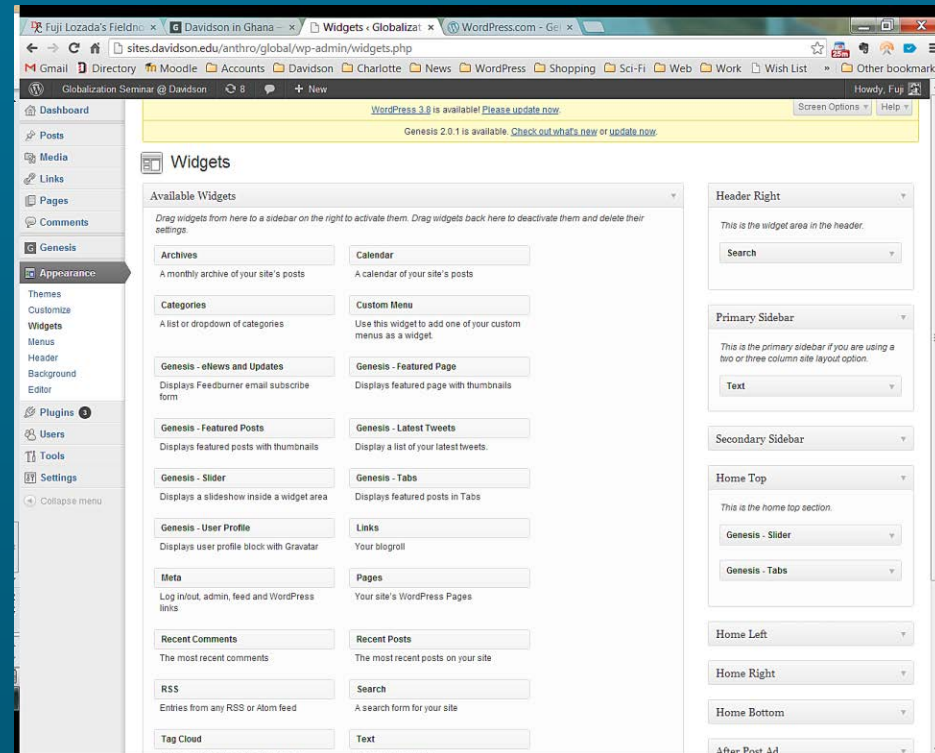 Fuji Lozada's Fieldno × Davidson in Ghana – × Widgets ‹ Globalizat × WordPress.com - Ge ×
sites.davidson.edu/anthro/global/wp-admin/widgets.php
Gmail Directory Moodle Accounts Davidson Charlotte News WordPress Shopping Sci-Fi Web Work Wish List » Other bookmark
Globalization Seminar @ Davidson 8 + New Howdy, Fuji
Dashboard
Posts
Media
Links
Pages
Comments
Genesis
Appearance
Themes
Customize
Widgets
Menus
Header
Background
Editor
Plugins 3
Users
Tools
Settings
Collapse menu
WordPress 3.8 is available! Please update now.
Screen Options Help
Genesis 2.0.1 is available. Check out what's new or update now.
Widgets
Available Widgets
Drag widgets from here to a sidebar on the right to activate them. Drag widgets back here to deactivate them and delete their
settings.
Archives
A monthly archive of your site's posts
Calendar
A calendar of your site's posts
Categories
A list or dropdown of categories
Custom Menu
Use this widget to add one of your custom
menus as a widget.
Genesis - eNews and Updates
Displays Feedburner email subscribe
form
Genesis - Featured Page
Displays featured page with thumbnails
Genesis - Featured Posts
Displays featured posts with thumbnails
Genesis - Latest Tweets
Display a list of your latest tweets.
Genesis - Slider
Displays a slideshow inside a widget area
Genesis - Tabs
Displays featured posts in Tabs
Genesis - User Profile
Displays user profile block with Gravatar
Links
Your blogroll
Meta
Log in/out, admin, feed and WordPress
links
Pages
Your site's WordPress Pages
Recent Comments
The most recent comments
Recent Posts
The most recent posts on your site
RSS
Entries from any RSS or Atom feed
Search
A search form for your site
Tag Cloud
Text
Header Right
This is the widget area in the header.
Search
Primary Sidebar
This is the primary sidebar if you are using a
two or three column site layout option.
Text
Secondary Sidebar
Home Top
This is the home top section.
Genesis - Slider
Genesis - Tabs
Home Left
Home Right
Home Bottom
After Post Ad